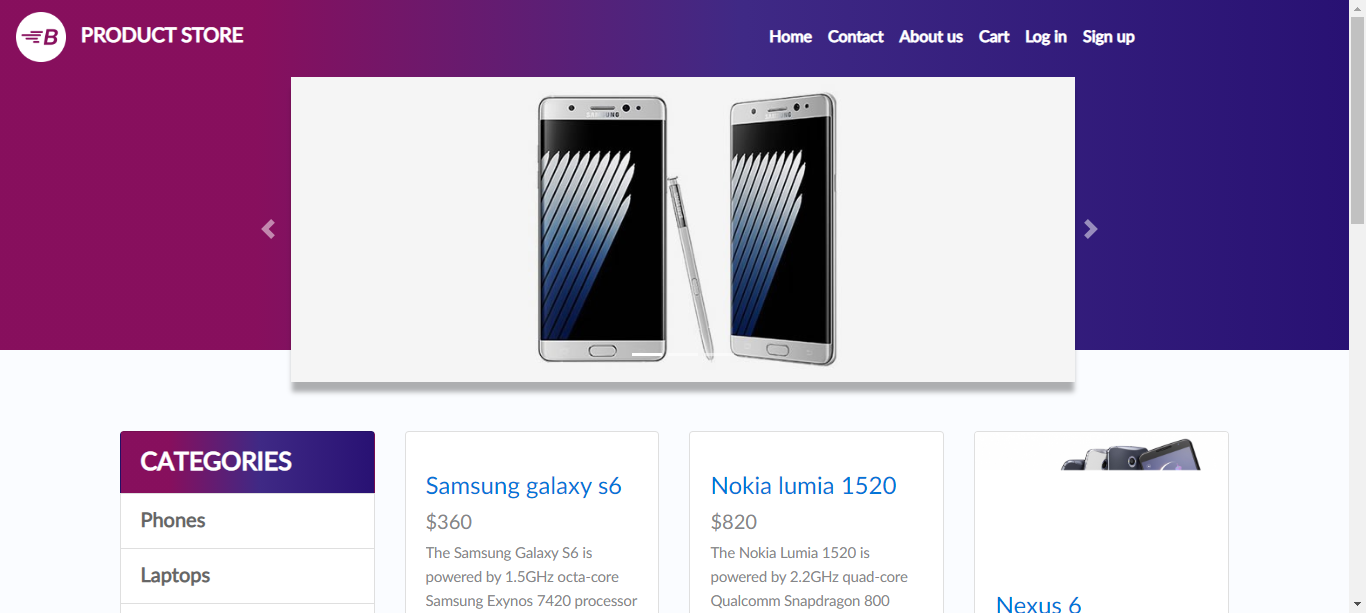 B PRODUCT STORE
Home Contact About us Cart Log in Sign up
SAMSUNG SAMSUNG
CATEGORIES
Phones
Laptops
Samsung galaxy s6
$360
The Samsung Galaxy S6 is
powered by 1.5GHz octa-core
Samsung Exynos 7420 processor
Nokia lumia 1520
$820
The Nokia Lumia 1520 is
powered by 2.2GHz quad-core
Qualcomm Snapdragon 800
Nexus 6